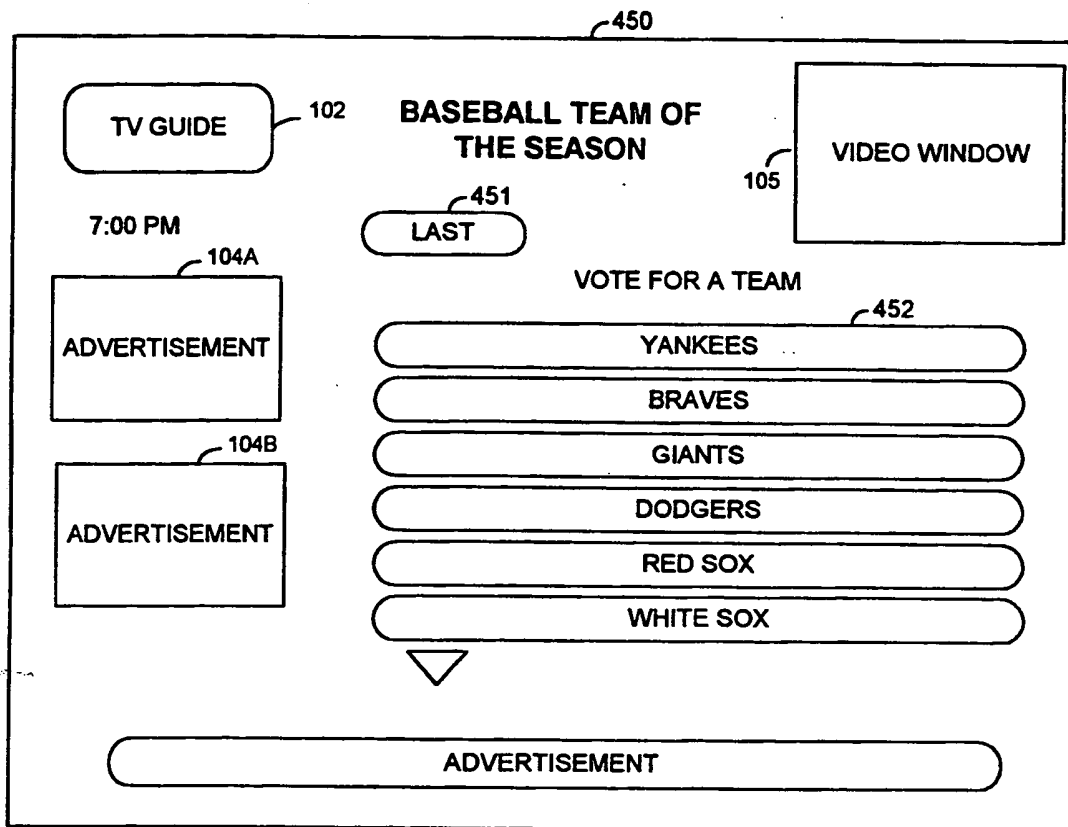 450
TV GUIDE
102
BASEBALL TEAM OF
THE SEASON
105
VIDEO WINDOW
451
LAST
7:00 PM
104A
ADVERTISEMENT
VOTE FOR A TEAM
452
YANKEES
BRAVES
GIANTS
104B
ADVERTISEMENT
DODGERS
RED SOX
WHITE SOX
ADVERTISEMENT